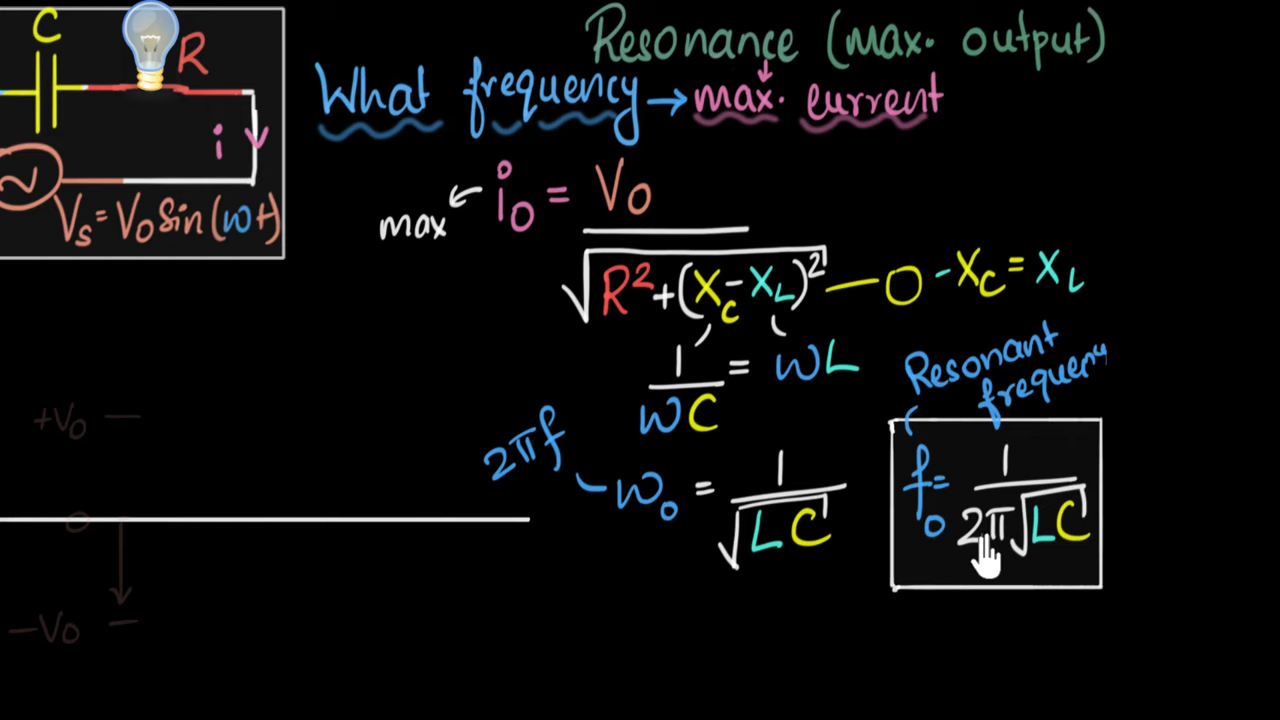 Resonance (max. output)
What frequency → max. current
C
R
i
Vs = V0 Sin(ωt)
max
i0 = V0
√R² + (XC - XL)² — 0 - XC = XL
1/ωC = ωL
Resonant
frequency
2πf
ω0 = 1/√LC
f0 = 1/2π√LC
+V0
0
-V0